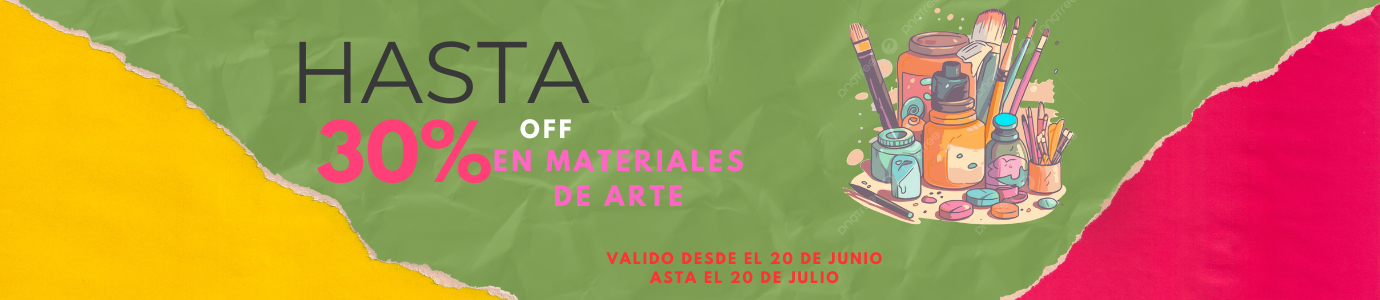 HASTA
30% OFF
EN MATERIALES
DE ARTE
VALIDO DESDE EL 20 DE JUNIO
ASTA EL 20 DE JULIO